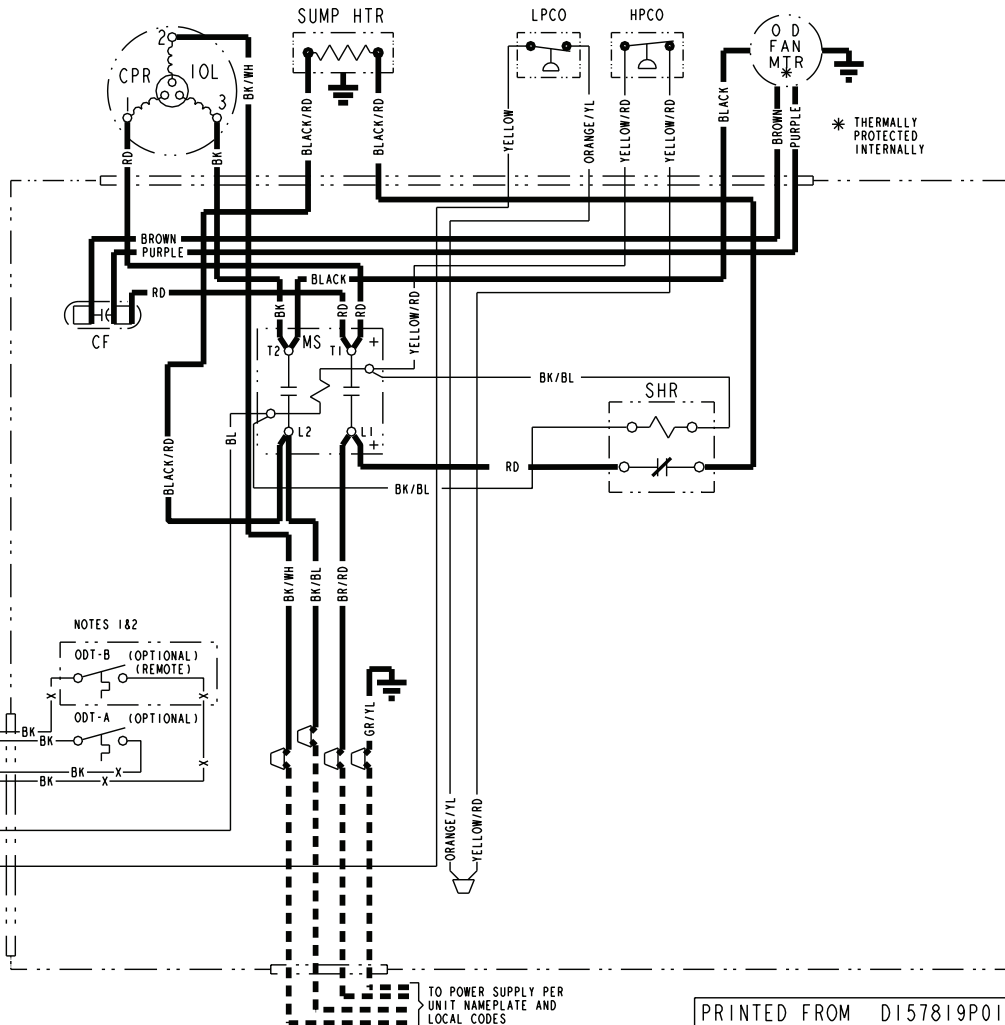 SUMP HTR
LPCO
HPCO
O D
FAN
MTR
*
2
CPR
IOL
1
3
BK/WH
BLACK/RD
BLACK/RD
YELLOW
ORANGE/YL
YELLOW/RD
YELLOW/RD
BLACK
BROWN
PURPLE
* THERMALLY
PROTECTED
INTERNALLY
RD
BK
BROWN
PURPLE
BLACK
RD
BK
RD
RD
YELLOW/RD
CF
T2
MS
T1
+
BK/BL
SHR
L2
L1
+
BL
BLACK/RD
RD
BK/BL
BK/WH
BK/BL
BR/RD
NOTES 1&2
ODT-B
(OPTIONAL)
(REMOTE)
X
X
ODT-A
(OPTIONAL)
GR/YL
BK
BK
BK
X
X
BK
X
ORANGE/YL
YELLOW/RD
TO POWER SUPPLY PER
UNIT NAMEPLATE AND
LOCAL CODES
PRINTED FROM D157819P01